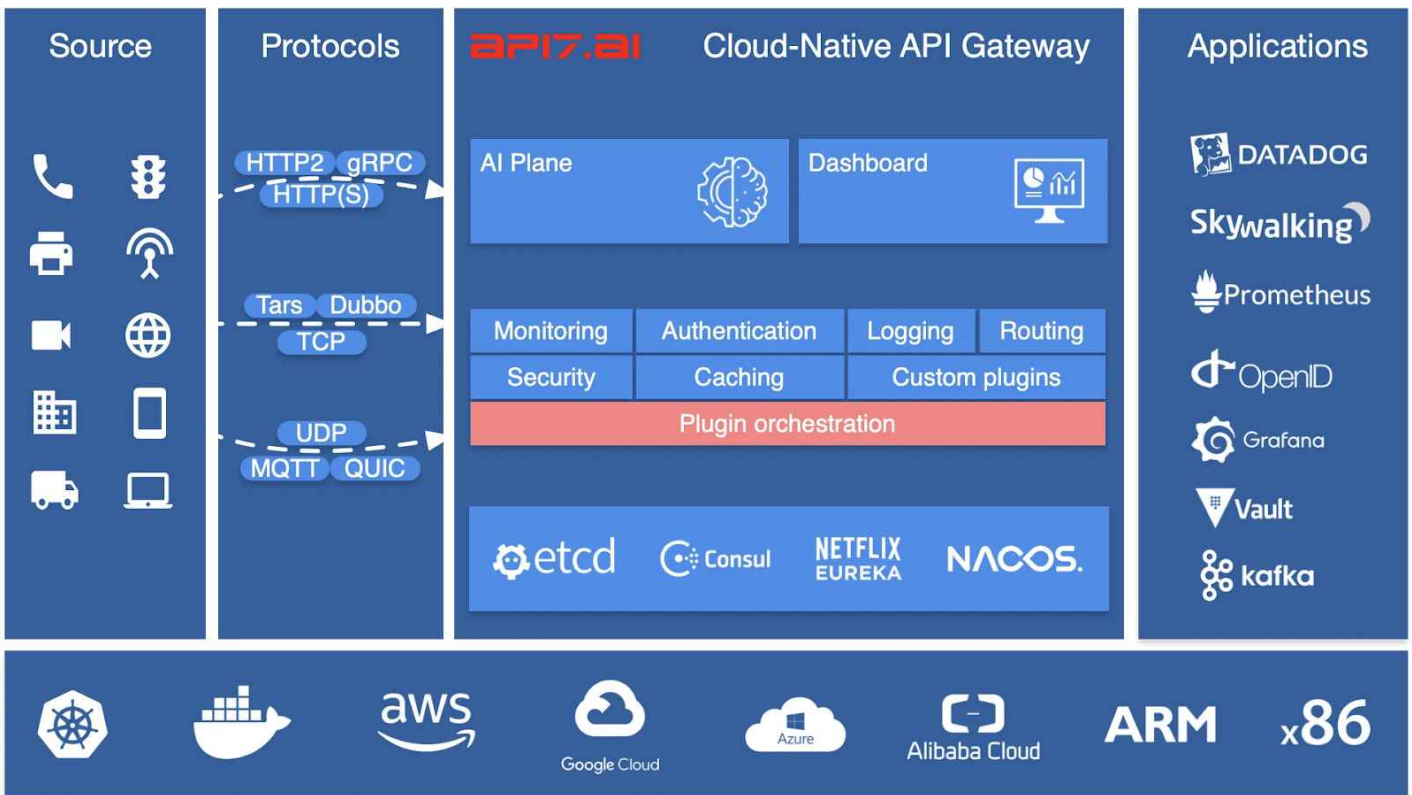 Source
Protocols
API7.AI Cloud-Native API Gateway
Applications
HTTP2 gRPC
HTTP(S)
Tars Dubbo
TCP
UDP
MQTT QUIC
AI Plane
Dashboard
Monitoring Authentication Logging Routing
Security Caching Custom plugins
Plugin orchestration
etcd Consul NETFLIX EUREKA NACOS.
DATADOG
Skywalking
Prometheus
OpenID
Grafana
Vault
kafka
aws
Google Cloud
Azure
Alibaba Cloud
ARM
x86